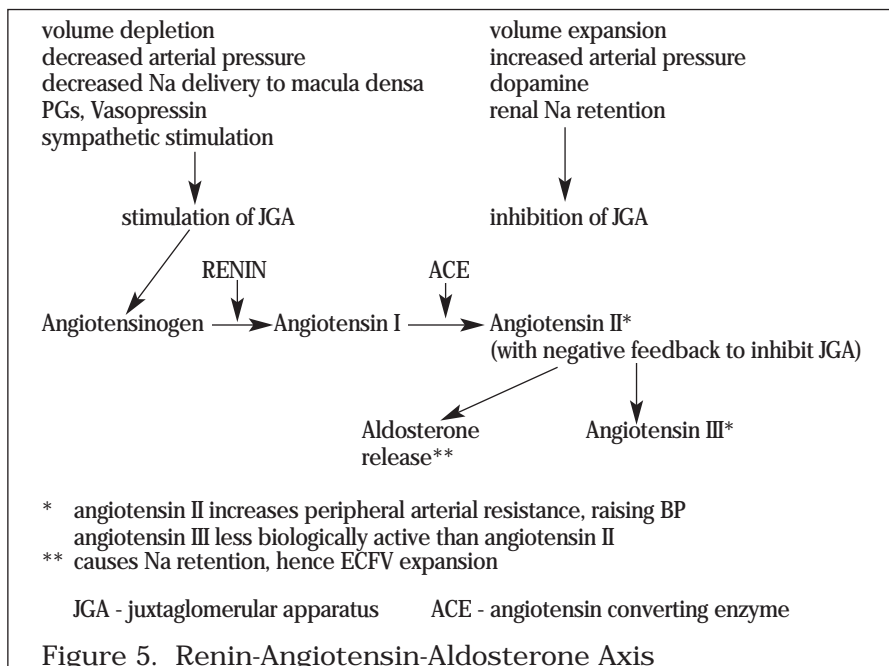 volume depletion
decreased arterial pressure
decreased Na delivery to macula densa
PGs, Vasopressin
sympathetic stimulation
volume expansion
increased arterial pressure
dopamine
renal Na retention
stimulation of JGA
inhibition of JGA
RENIN
ACE
Angiotensinogen
Angiotensin I
Angiotensin II*
(with negative feedback to inhibit JGA)
Aldosterone
release**
Angiotensin III*
* angiotensin II increases peripheral arterial resistance, raising BP
angiotensin III less biologically active than angiotensin II
** causes Na retention, hence ECFV expansion
JGA - juxtaglomerular apparatus ACE - angiotensin converting enzyme
Figure 5. Renin-Angiotensin-Aldosterone Axis